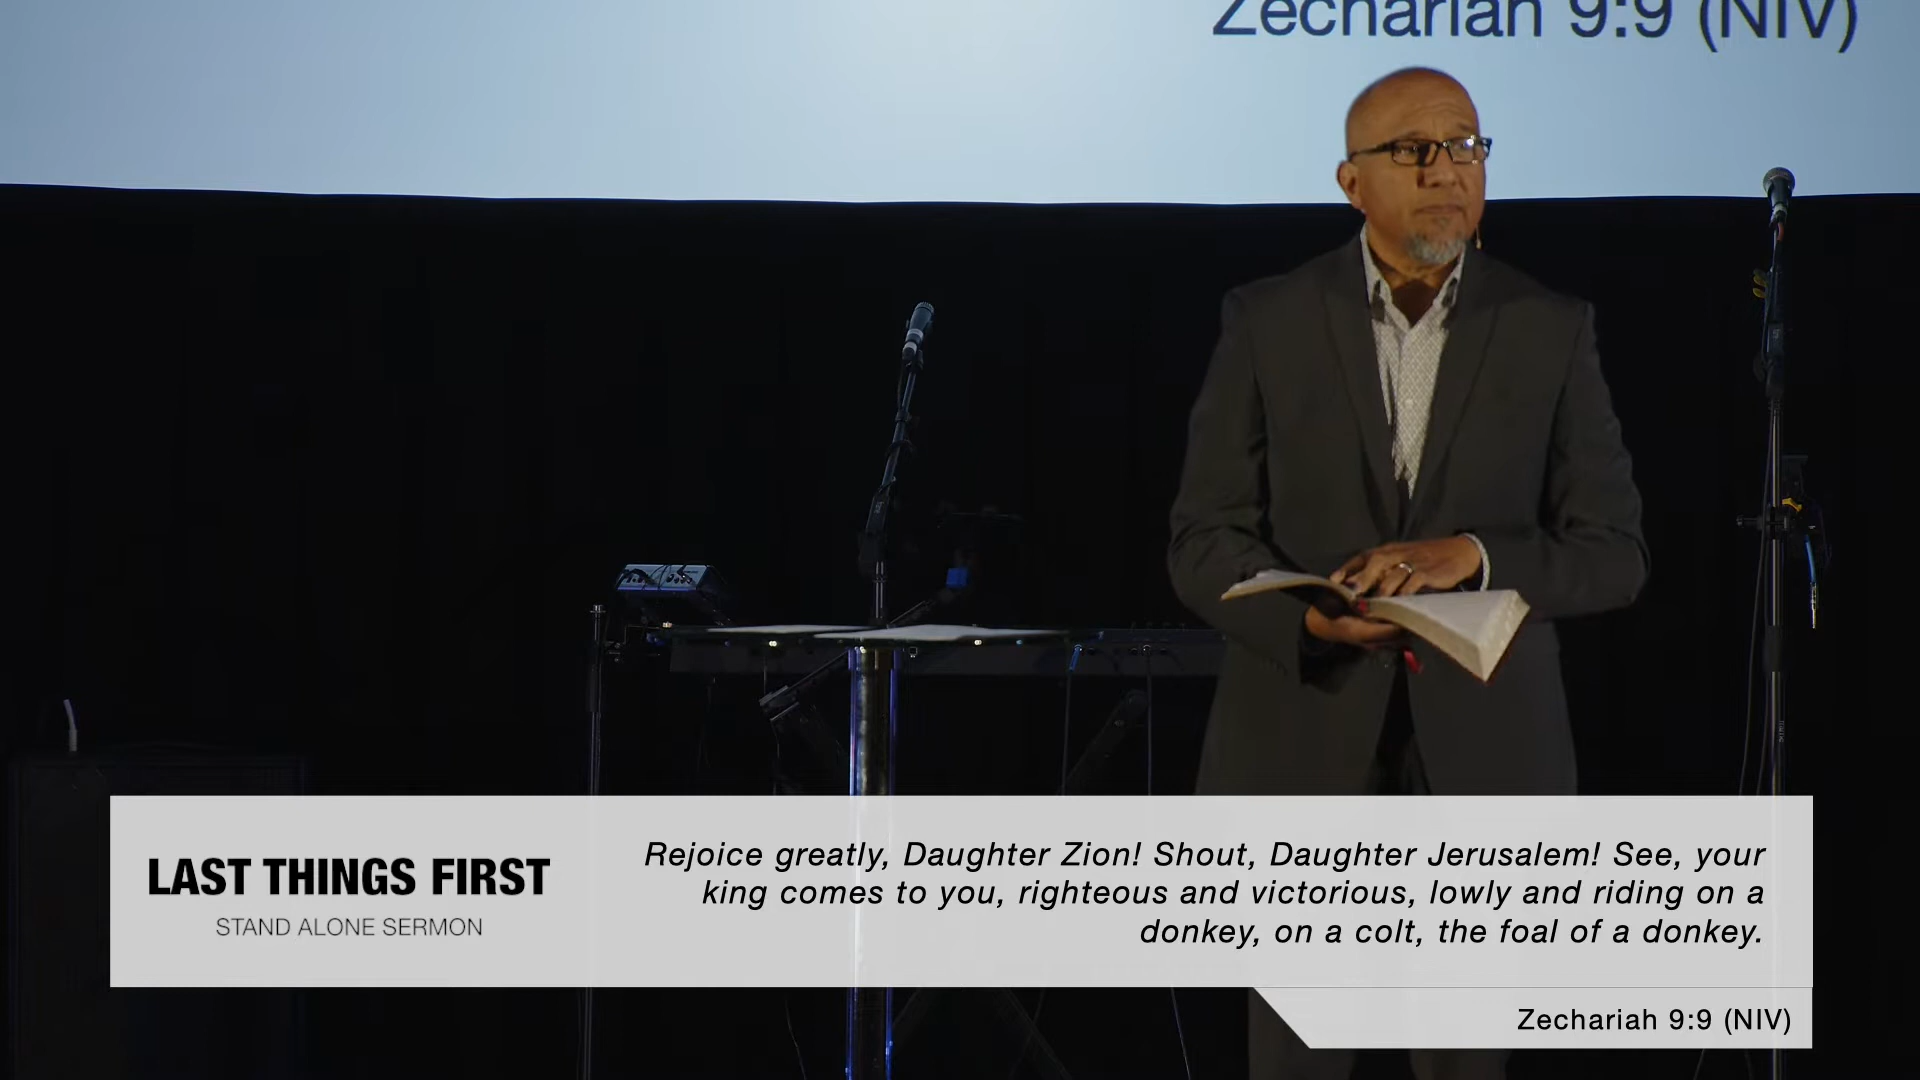 Zechariah 9:9 (NIV)
LAST THINGS FIRST
STAND ALONE SERMON
Rejoice greatly, Daughter Zion! Shout, Daughter Jerusalem! See, your
king comes to you, righteous and victorious, lowly and riding on a
donkey, on a colt, the foal of a donkey.
Zechariah 9:9 (NIV)